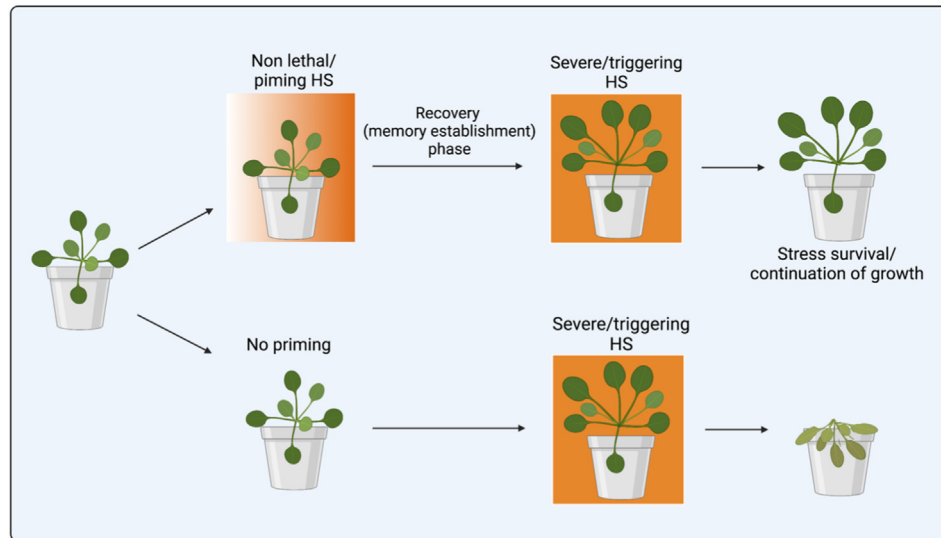 Non lethal/
piming HS
Recovery
(memory establishment)
phase
Severe/triggering
HS
Stress survival/
continuation of growth
No priming
Severe/triggering
HS